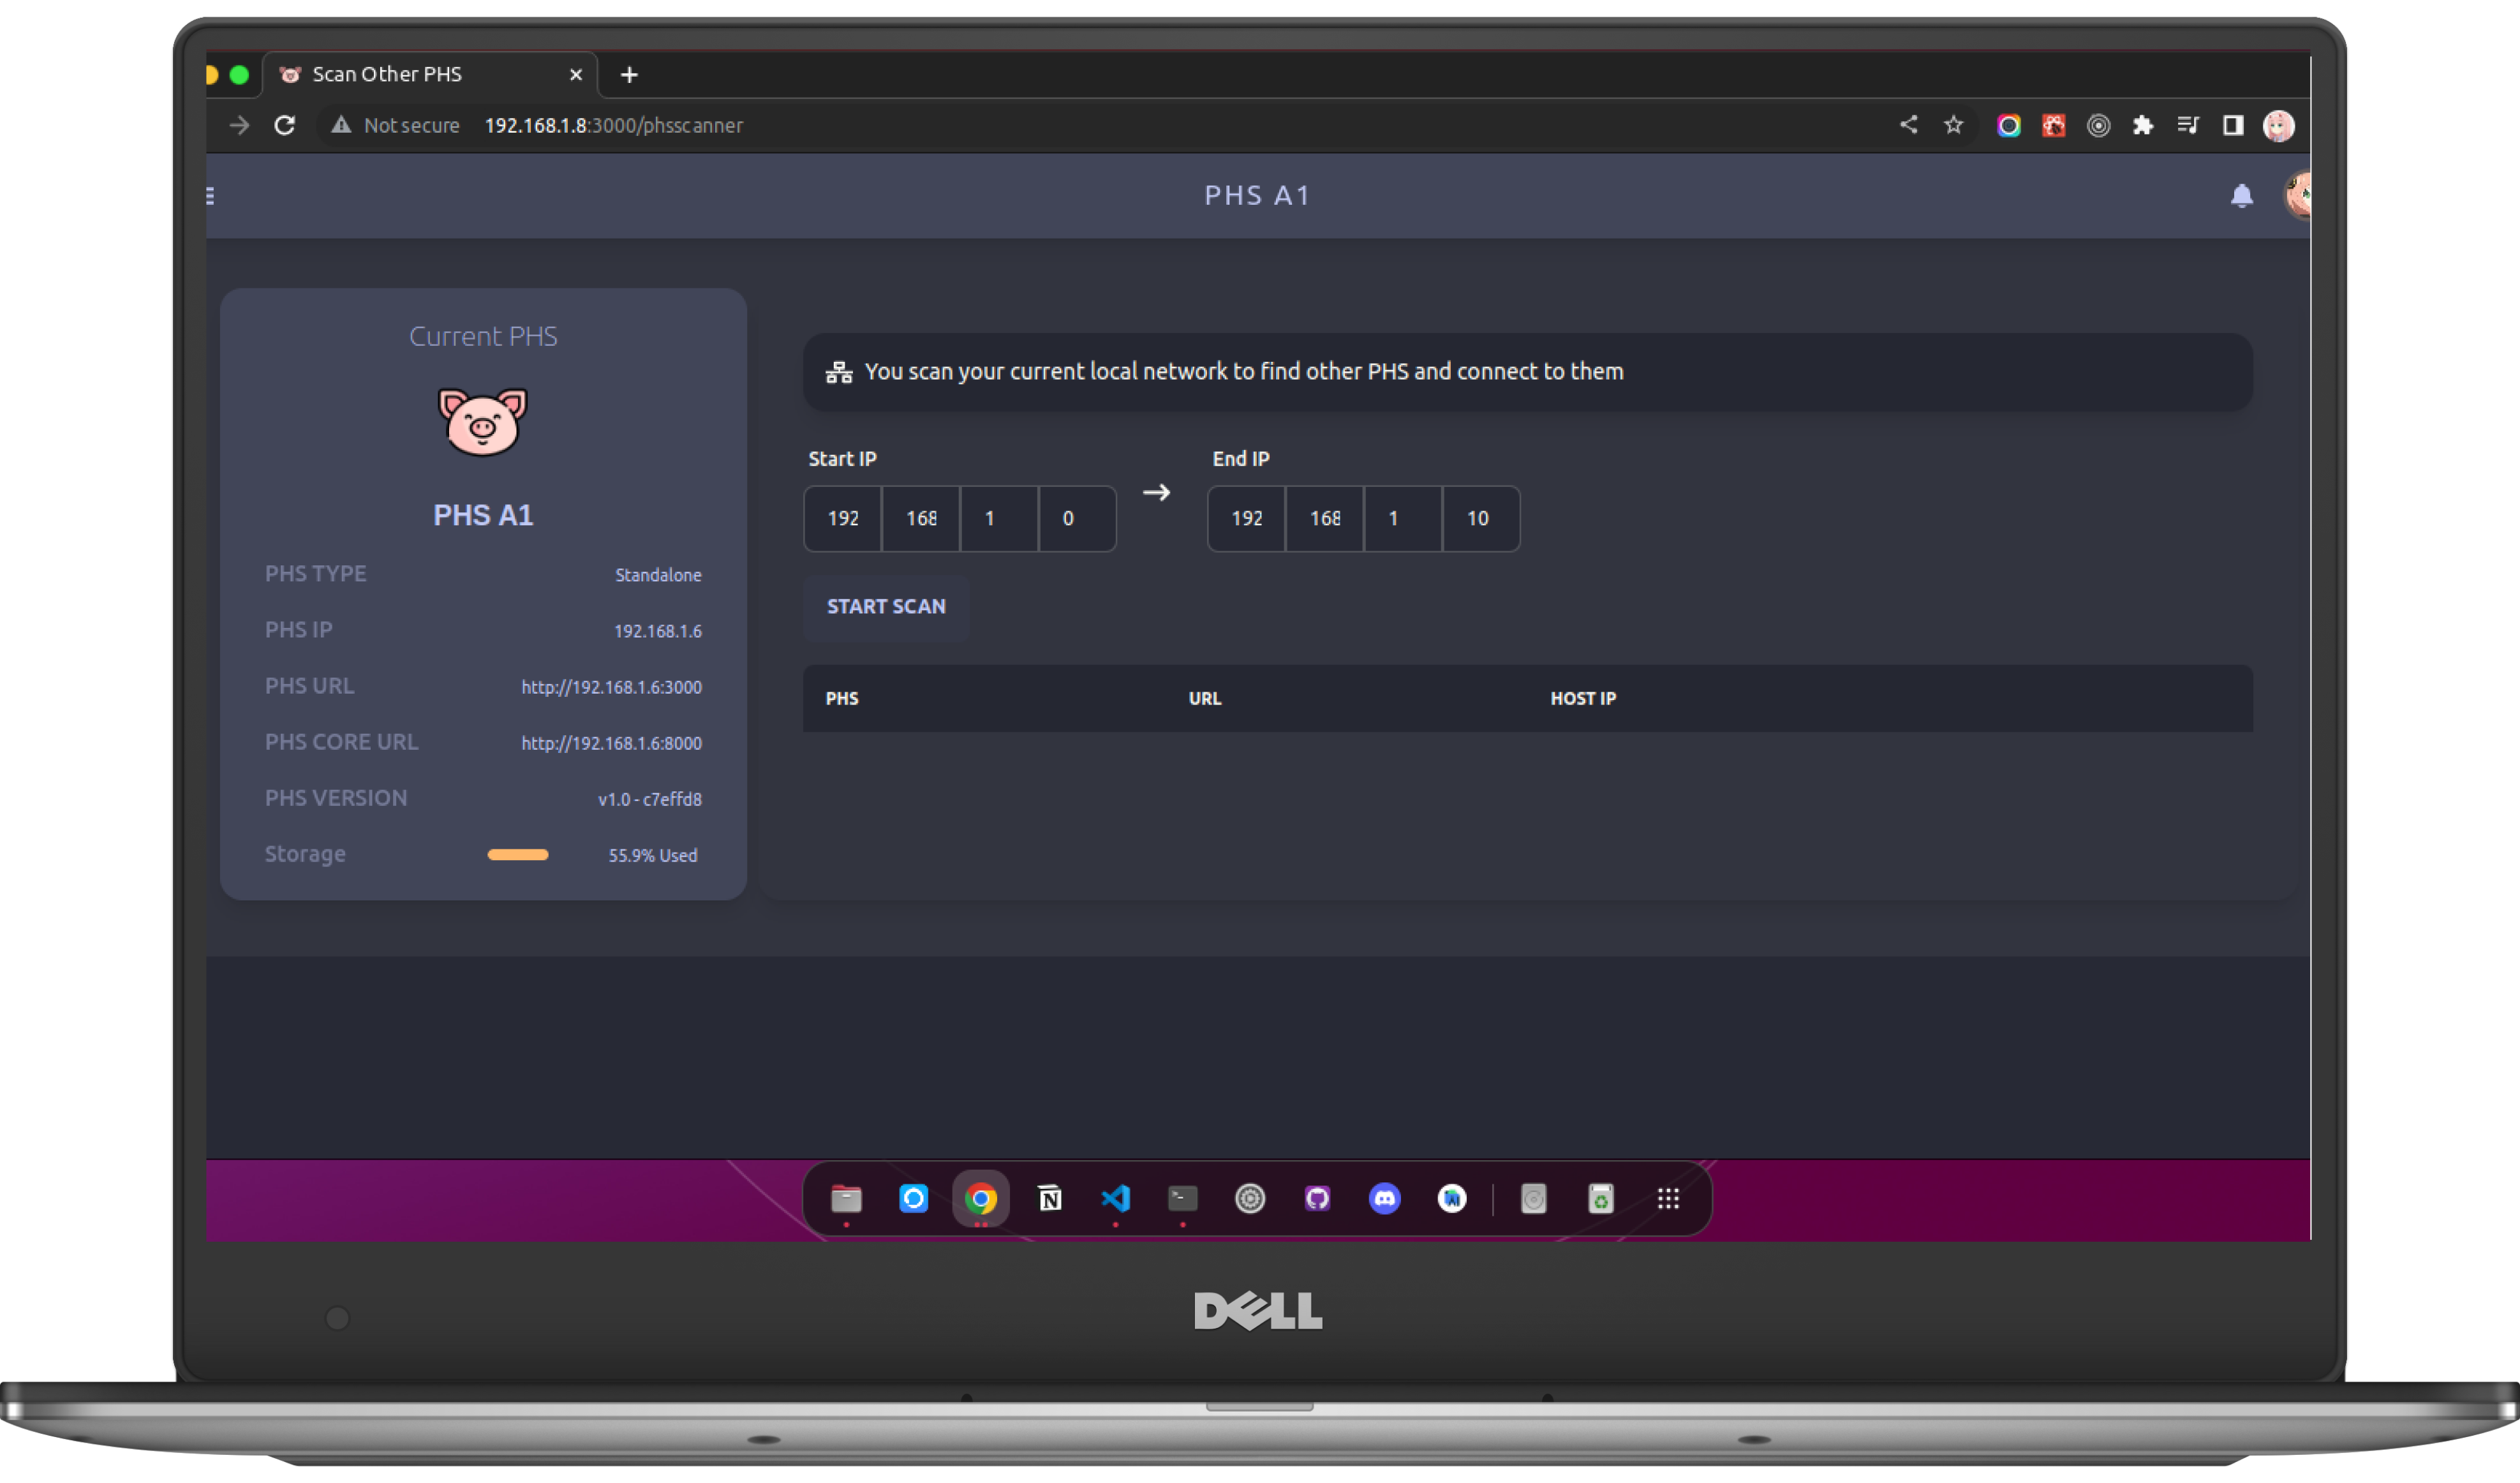 Scan Other PHS
Not secure 192.168.1.8:3000/phsscanner
PHS A1
Current PHS
PHS A1
PHS TYPE Standalone
PHS IP 192.168.1.6
PHS URL http://192.168.1.6:3000
PHS CORE URL http://192.168.1.6:8000
PHS VERSION v1.0 - c7effd8
Storage 55.9% Used
You scan your current local network to find other PHS and connect to them
Start IP End IP
192 168 1 0 → 192 168 1 10
START SCAN
PHS URL HOST IP
DELL